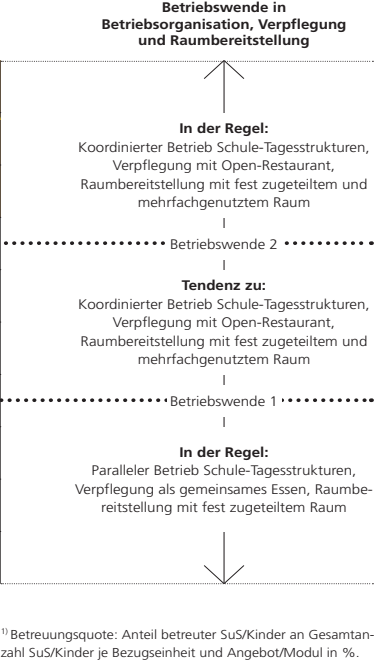 Betriebswende in
Betriebsorganisation, Verpflegung
und Raumbereitstellung
In der Regel:
Koordinierter Betrieb Schule-Tagesstrukturen,
Verpflegung mit Open-Restaurant,
Raumbereitstellung mit fest zugeteiltem und
mehrfachgenutztem Raum
Betriebswende 2
Tendenz zu:
Koordinierter Betrieb Schule-Tagesstrukturen,
Verpflegung mit Open-Restaurant,
Raumbereitstellung mit fest zugeteiltem und
mehrfachgenutztem Raum
Betriebswende 1
In der Regel:
Paralleler Betrieb Schule-Tagesstrukturen,
Verpflegung als gemeinsames Essen, Raumbe-
reitstellung mit fest zugeteiltem Raum
1) Betreuungsquote: Anteil betreuter SuS/Kinder an Gesamtan-
zahl SuS/Kinder je Bezugseinheit und Angebot/Modul in %.